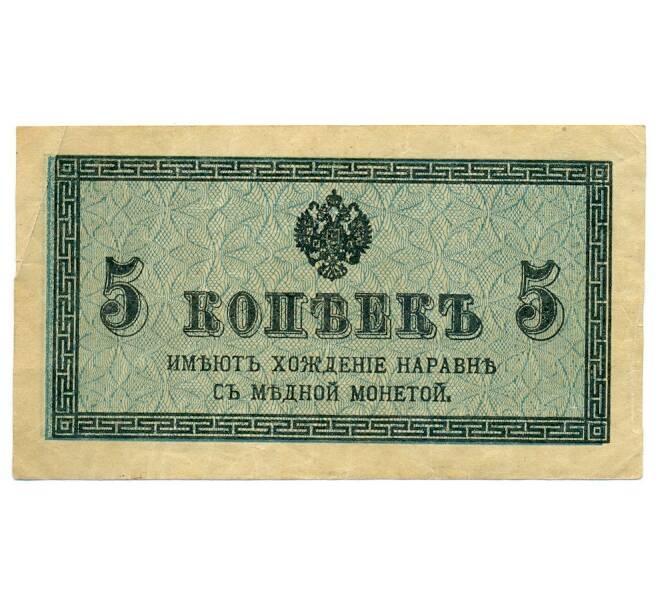 5 КОПѢЕКЪ 5
ИМѢЮТЪ ХОЖДЕНІЕ НАРАВНѢ
СЪ МѢДНОЙ МОНЕТОЙ.